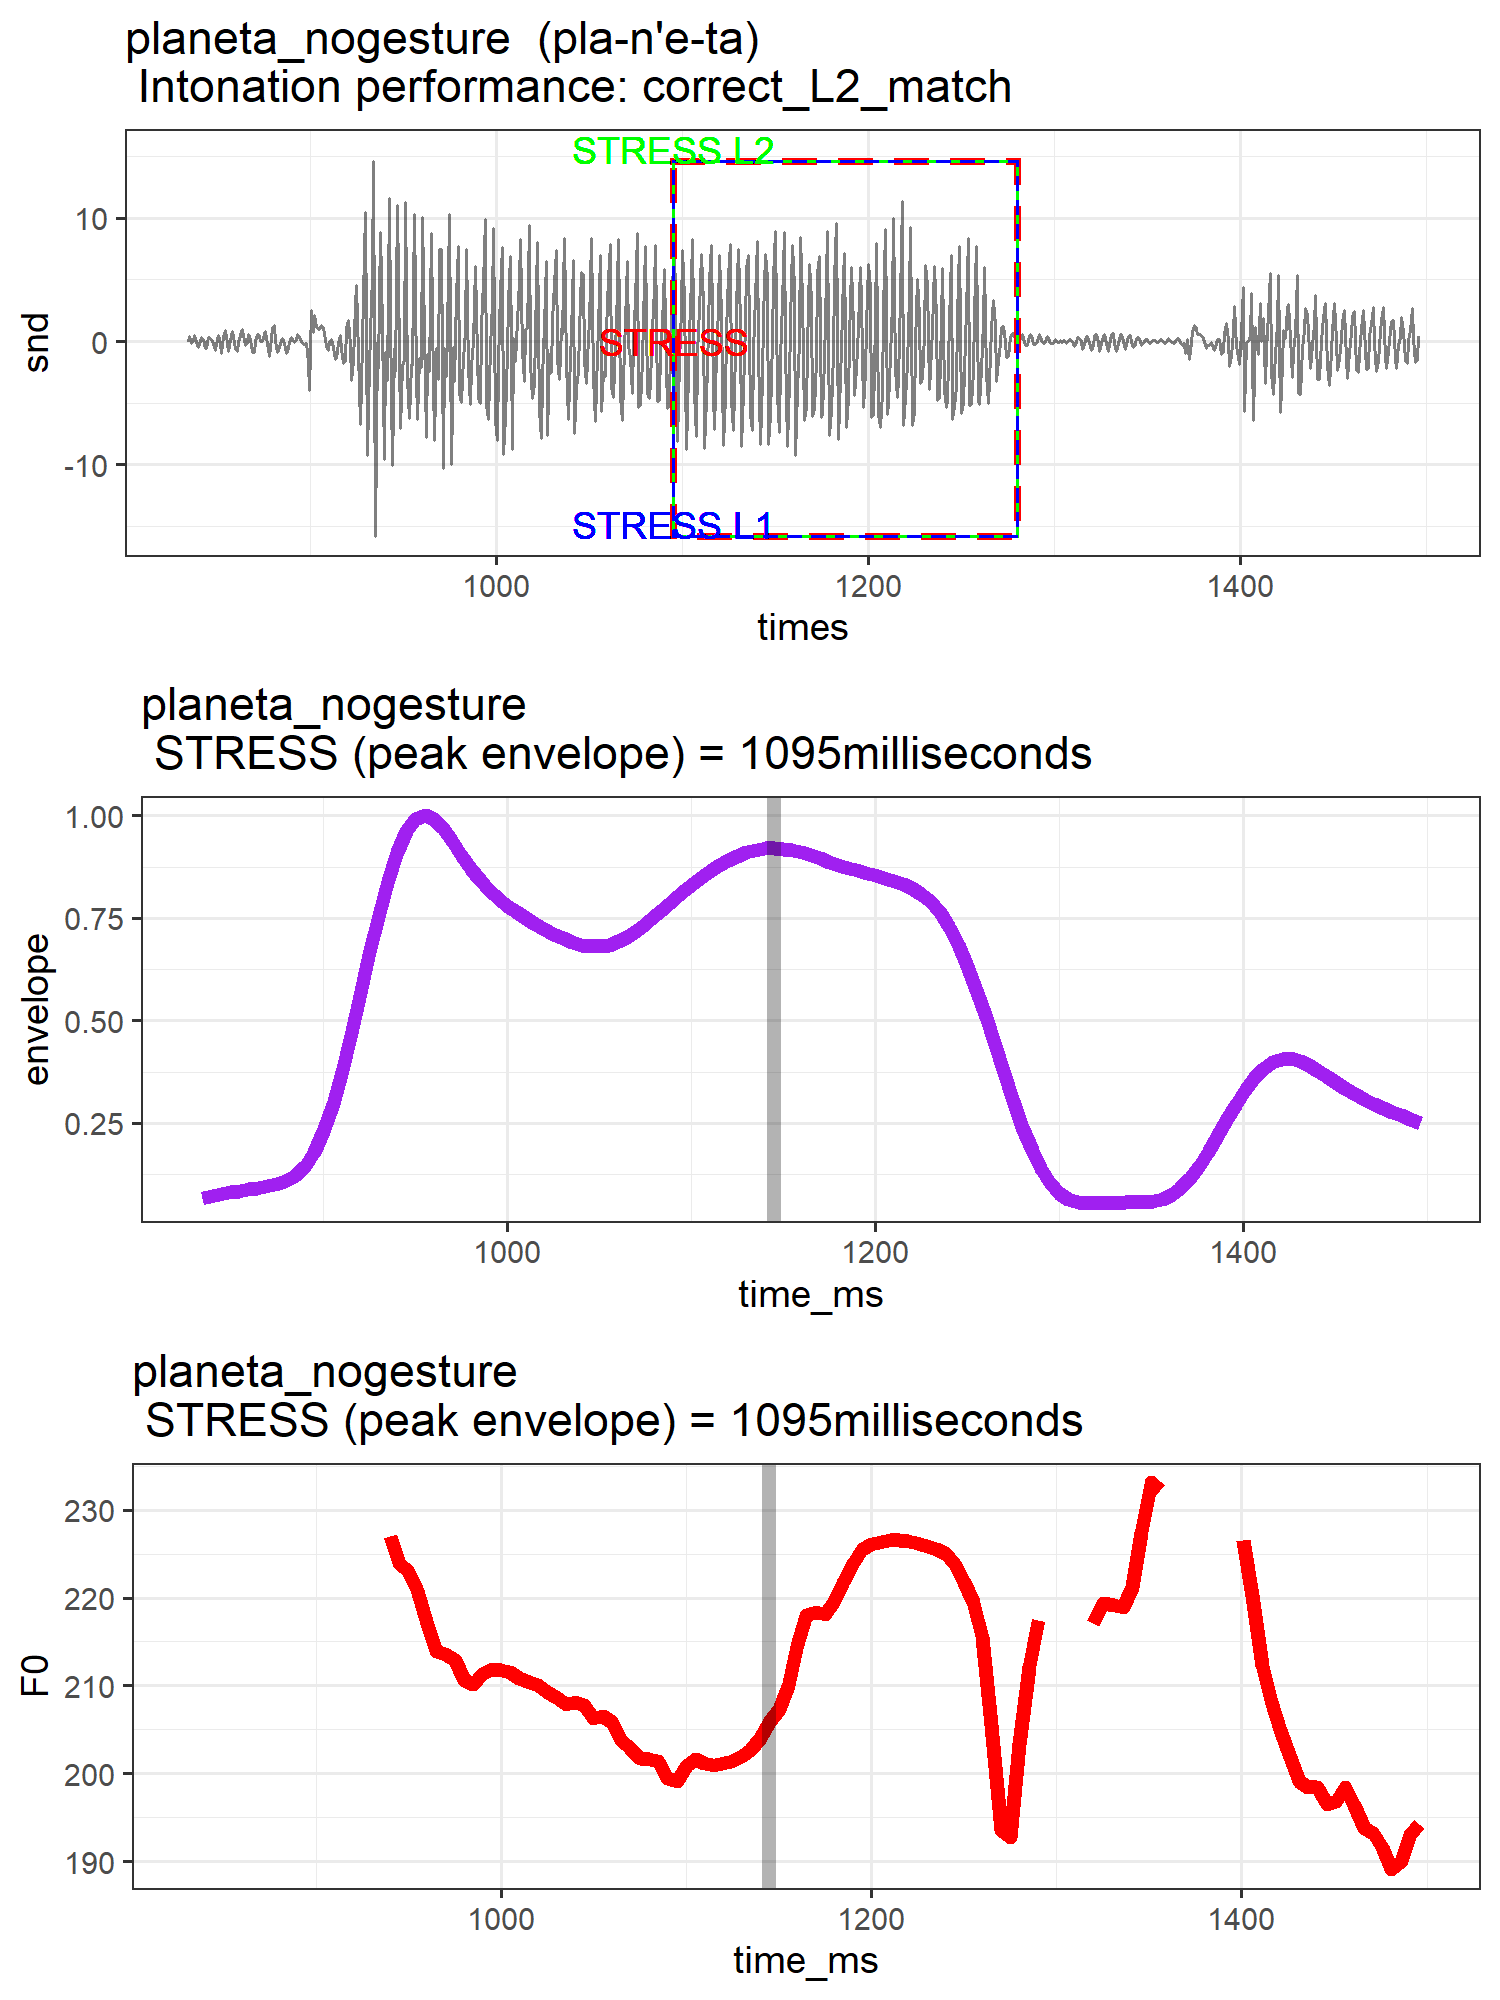 planeta_nogesture  (pla-n'e-ta)
Intonation performance: correct_L2_match
STRESS L2
10
STRESS
0
snd
-10
STRESS L1
1000 1200 1400
times
planeta_nogesture
STRESS (peak envelope) = 1095milliseconds
1.00
0.75
envelope
0.50
0.25
1000 1200 1400
time_ms
planeta_nogesture
STRESS (peak envelope) = 1095milliseconds
230
220
F0
210
200
190
1000 1200 1400
time_ms